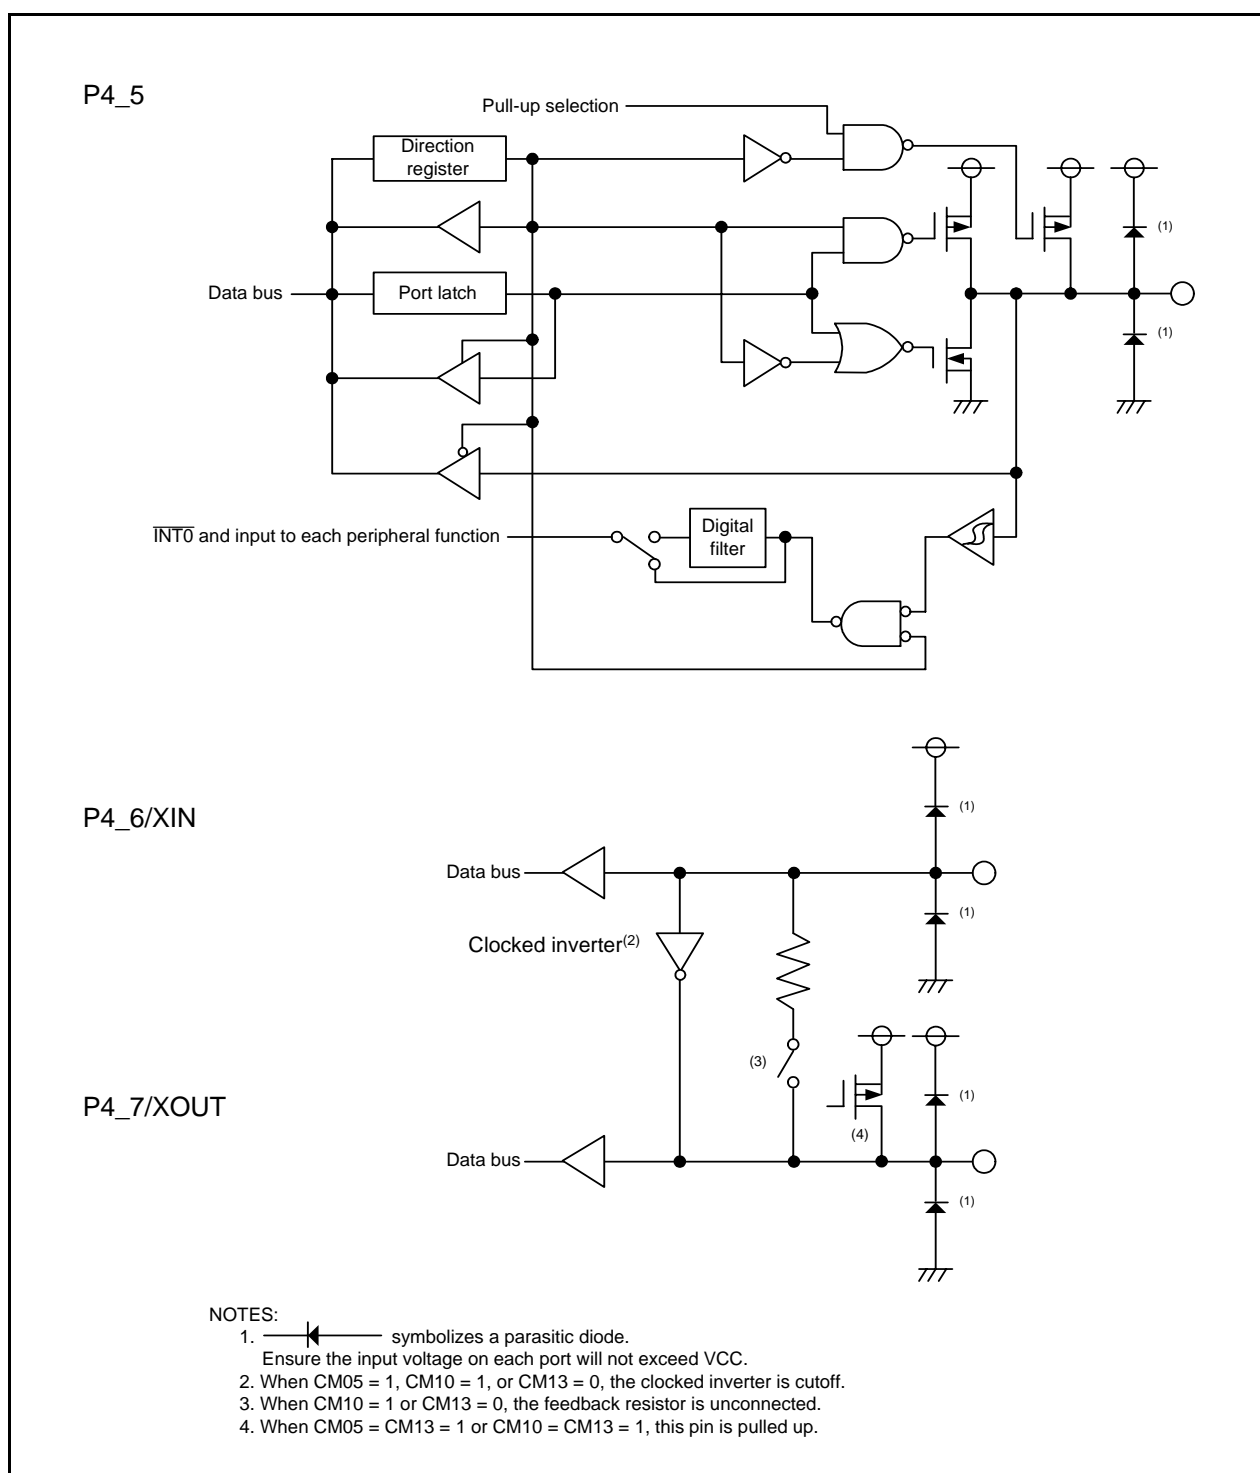 P4_5
Pull-up selection
Direction
register
Data bus
Port latch
(1)
(1)
INT0 and input to each peripheral function
Digital
filter
P4_6/XIN
(1)
Data bus
(1)
Clocked inverter(2)
(3)
P4_7/XOUT
(1)
(4)
Data bus
(1)
NOTES:
1. symbolizes a parasitic diode.
Ensure the input voltage on each port will not exceed VCC.
2. When CM05 = 1, CM10 = 1, or CM13 = 0, the clocked inverter is cutoff.
3. When CM10 = 1 or CM13 = 0, the feedback resistor is unconnected.
4. When CM05 = CM13 = 1 or CM10 = CM13 = 1, this pin is pulled up.